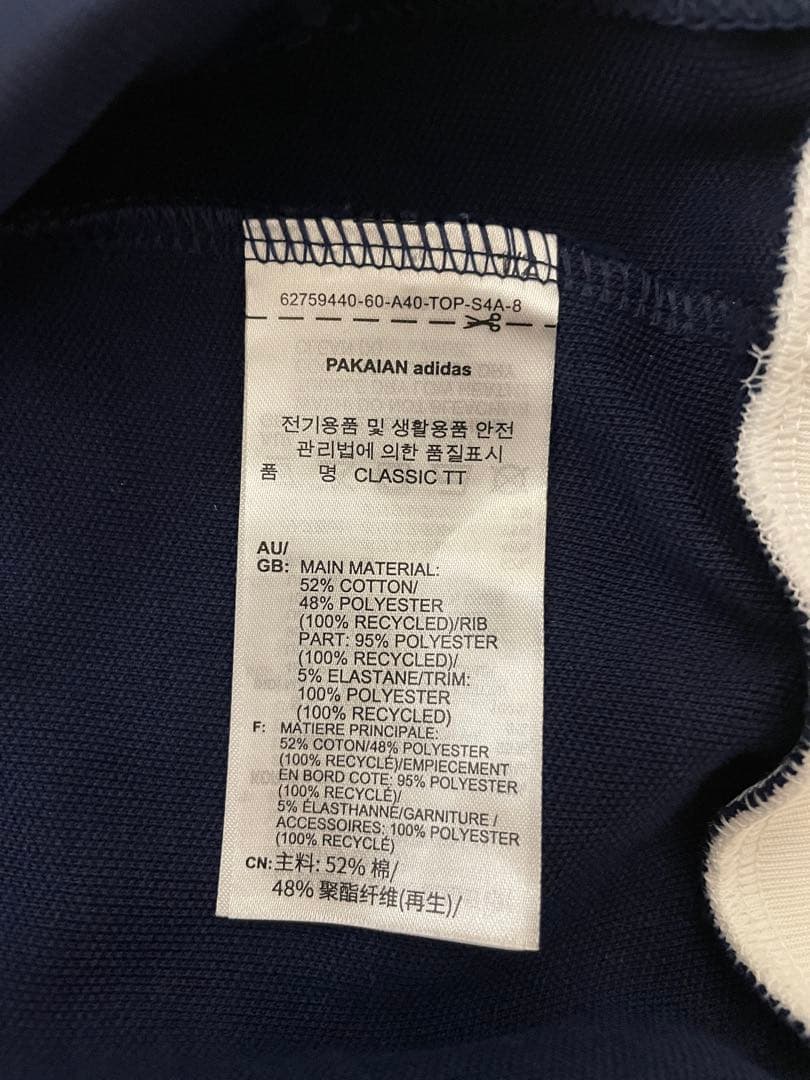 62759440-60-A40-TOP-S4A-8
PAKAIAN adidas
전기용품 및 생활용품 안전
관리법에 의한 품질표시
품 명 CLASSIC TT
AU/
GB: MAIN MATERIAL:
52% COTTON/
48% POLYESTER
(100% RECYCLED)/RIB
PART: 95% POLYESTER
(100% RECYCLED)/
5% ELASTANE/TRIM:
100% POLYESTER
(100% RECYCLED)
F: MATIERE PRINCIPALE:
52% COTON/48% POLYESTER
(100% RECYCLÉ)/EMPIECEMENT
EN BORD COTE: 95% POLYESTER
(100% RECYCLÉ)/
5% ÉLASTHANNE/GARNITURE /
ACCESSOIRES: 100% POLYESTER
(100% RECYCLÉ)
CN: 主料: 52% 棉/
48% 聚酯纤维(再生)/